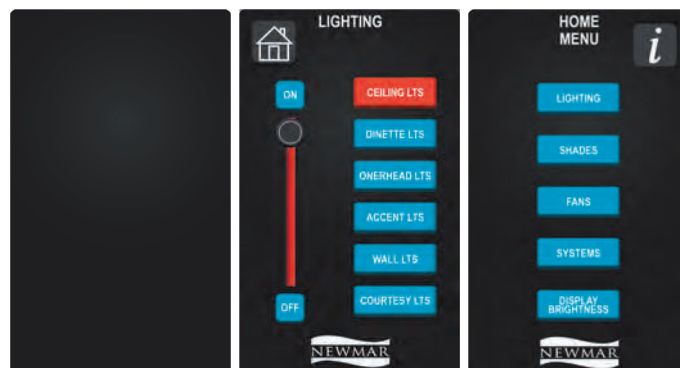 LIGHTING
ON
CEILING LTS
DINETTE LTS
ONERHEAD LTS
ACCENT LTS
WALL LTS
OFF
COURTESY LTS
NEWMAR
HOME
MENU
i
LIGHTING
SHADES
FANS
SYSTEMS
DISPLAY
BRIGHTNESS
NEWMAR